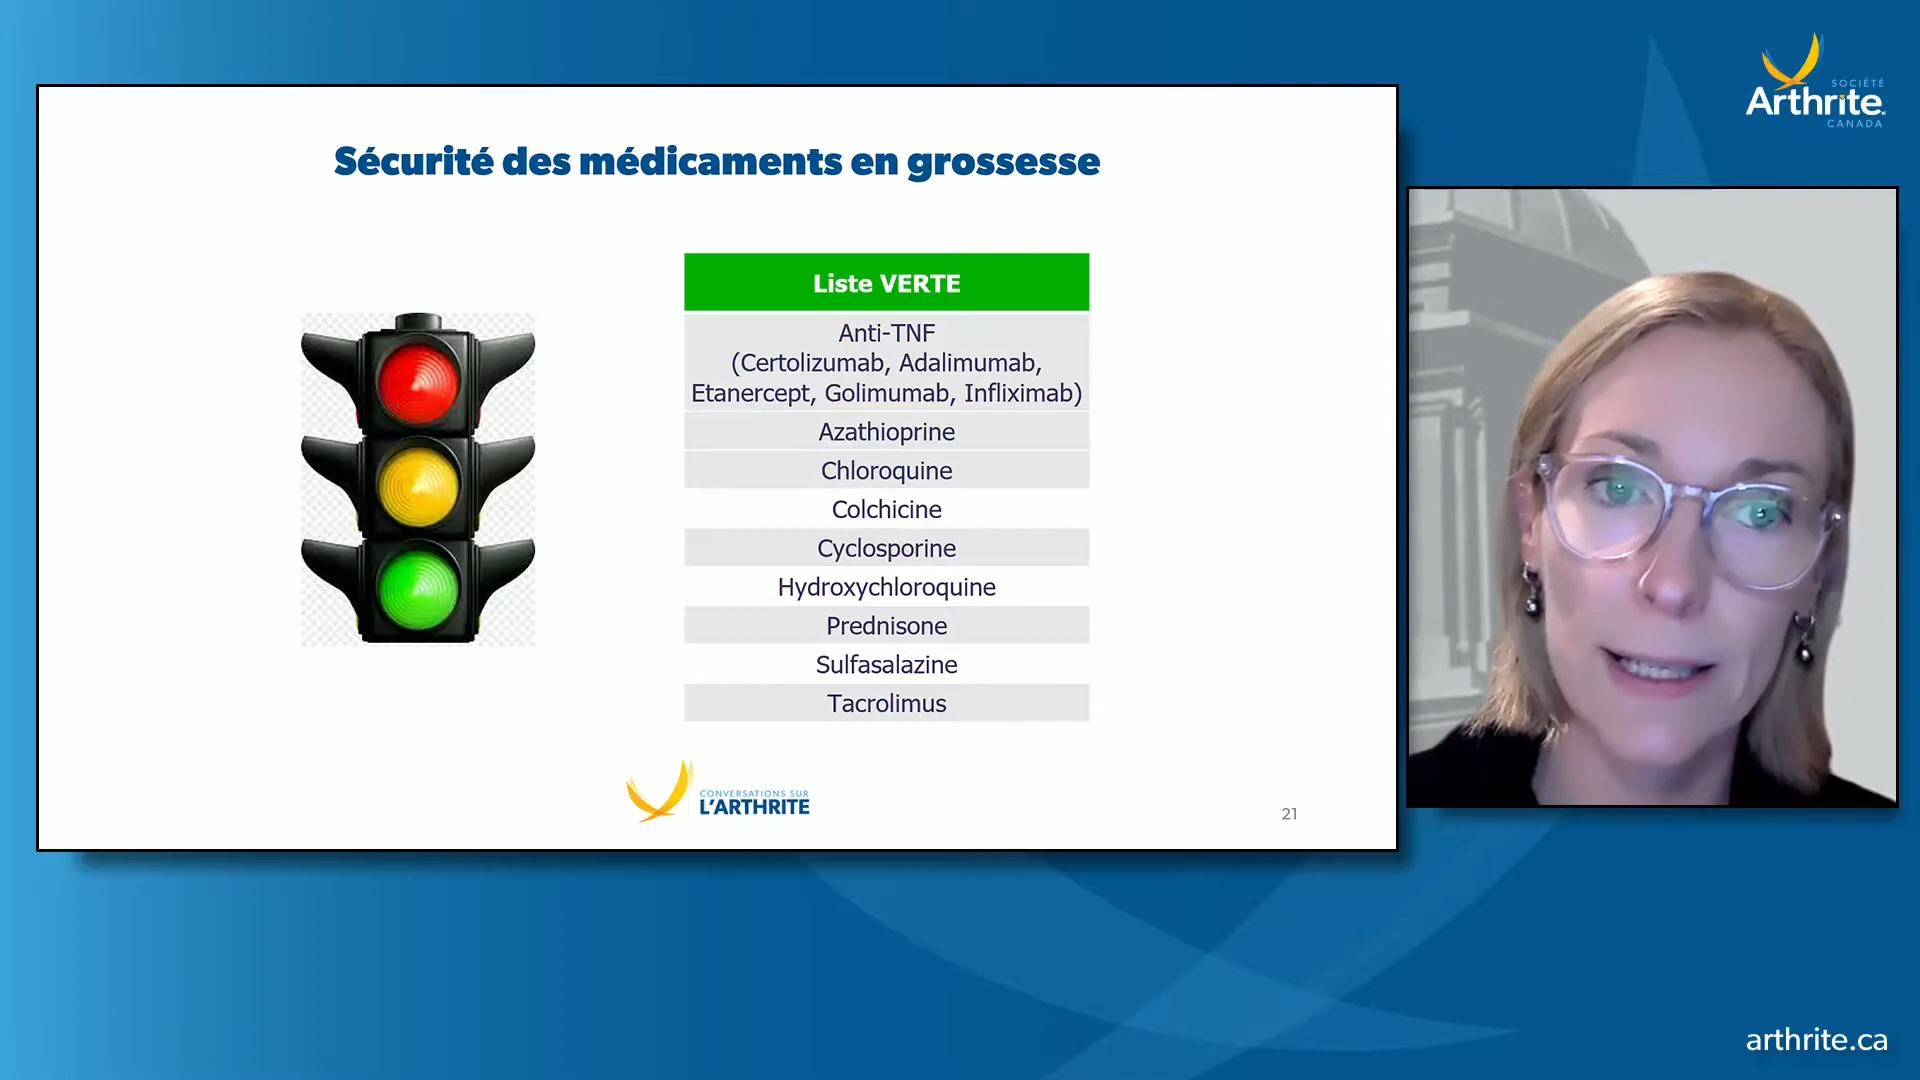 Sécurité des médicaments en grossesse
Liste VERTE
Anti-TNF
(Certolizumab, Adalimumab,
Etanercept, Golimumab, Infliximab)
Azathioprine
Chloroquine
Colchicine
Cyclosporine
Hydroxychloroquine
Prednisone
Sulfasalazine
Tacrolimus
CONVERSATIONS SUR
L'ARTHRITE
21
SOCIÉTÉ
Arthrite
CANADA
arthrite.ca